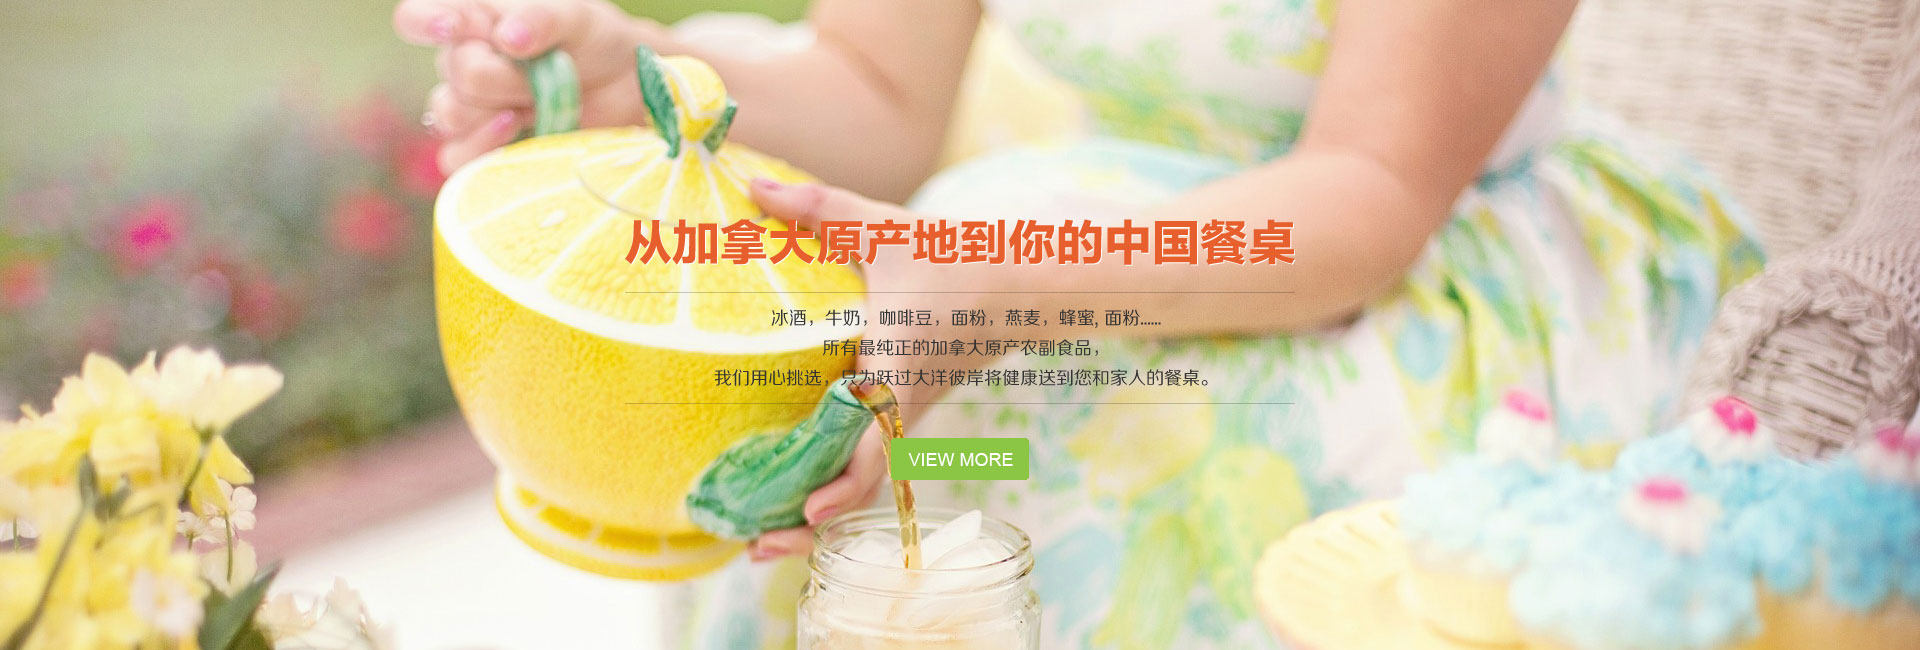 从加拿大原产地到你的中国餐桌
冰酒，牛奶，咖啡豆，面粉，燕麦，蜂蜜, 面粉......
所有最纯正的加拿大原产农副食品，
我们用心挑选，只为跃过大洋彼岸将健康送到您和家人的餐桌。
VIEW MORE